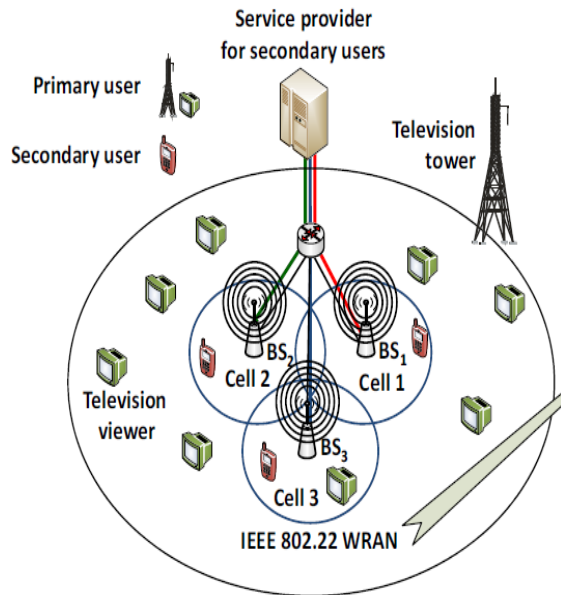 Service provider
for secondary users
Primary user
Secondary user
Television
tower
BS2
BS1
Cell 2
Cell 1
Television
viewer
BS3
Cell 3
IEEE 802.22 WRAN